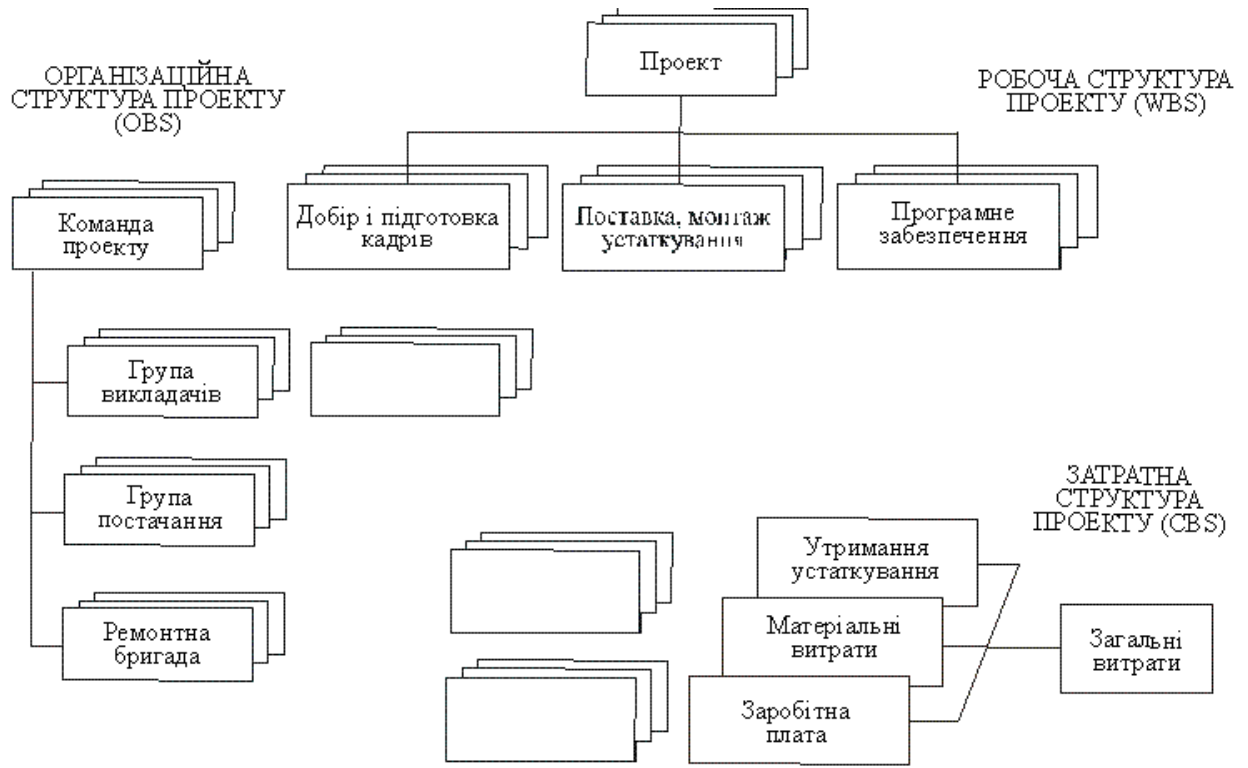 Проект
ОРГАНІЗАЦІЙНА
СТРУКТУРА ПРОЕКТУ
(OBS)
РОБОЧА СТРУКТУРА
ПРОЕКТУ (WBS)
Команда
проекту
Добір і підготовка
кадрів
Поставка, монтаж
устаткування
Програмне
забезпечення
Група
викладачів
Група
постачання
Ремонтна
бригада
ЗАТРАТНА
СТРУКТУРА
ПРОЕКТУ (CBS)
Утримання
устаткування
Матеріальні
витрати
Заробітна
плата
Загальні
витрати